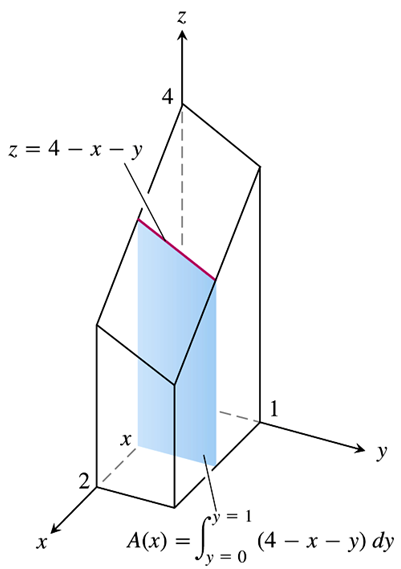 z
4
z = 4 − x − y
1
x
y
2
x
A(x) = ∫_{y = 0}^{y = 1} (4 − x − y) dy